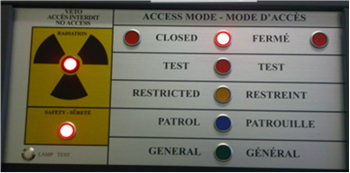 VETO
ACCÈS INTERDIT
NO ACCESS
RADIATION
SAFETY - SÛRETÉ
LAMP TEST
ACCESS MODE - MODE D'ACCÈS
CLOSED FERMÉ
TEST TEST
RESTRICTED RESTREINT
PATROL PATROUILLE
GENERAL GÉNÉRAL